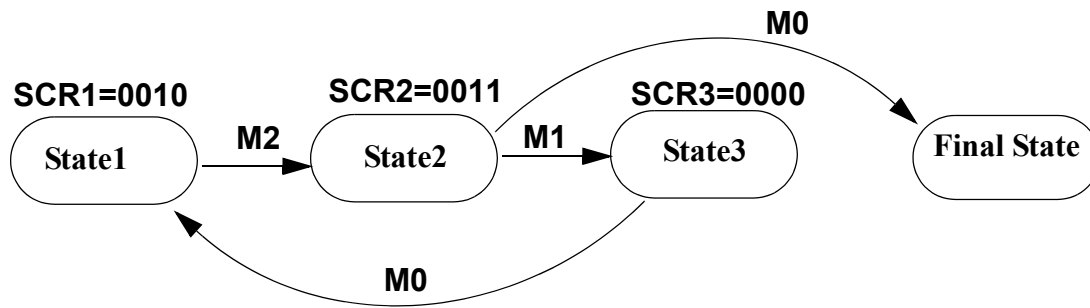 M0
SCR1=0010
SCR2=0011
SCR3=0000
State1
M2
State2
M1
State3
Final State
M0